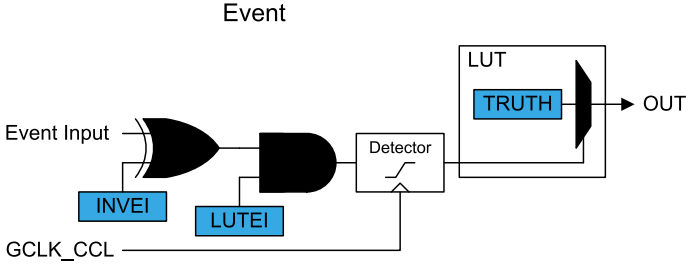 Event
LUT
TRUTH
OUT
Event Input
Detector
INVEI
LUTEI
GCLK_CCL